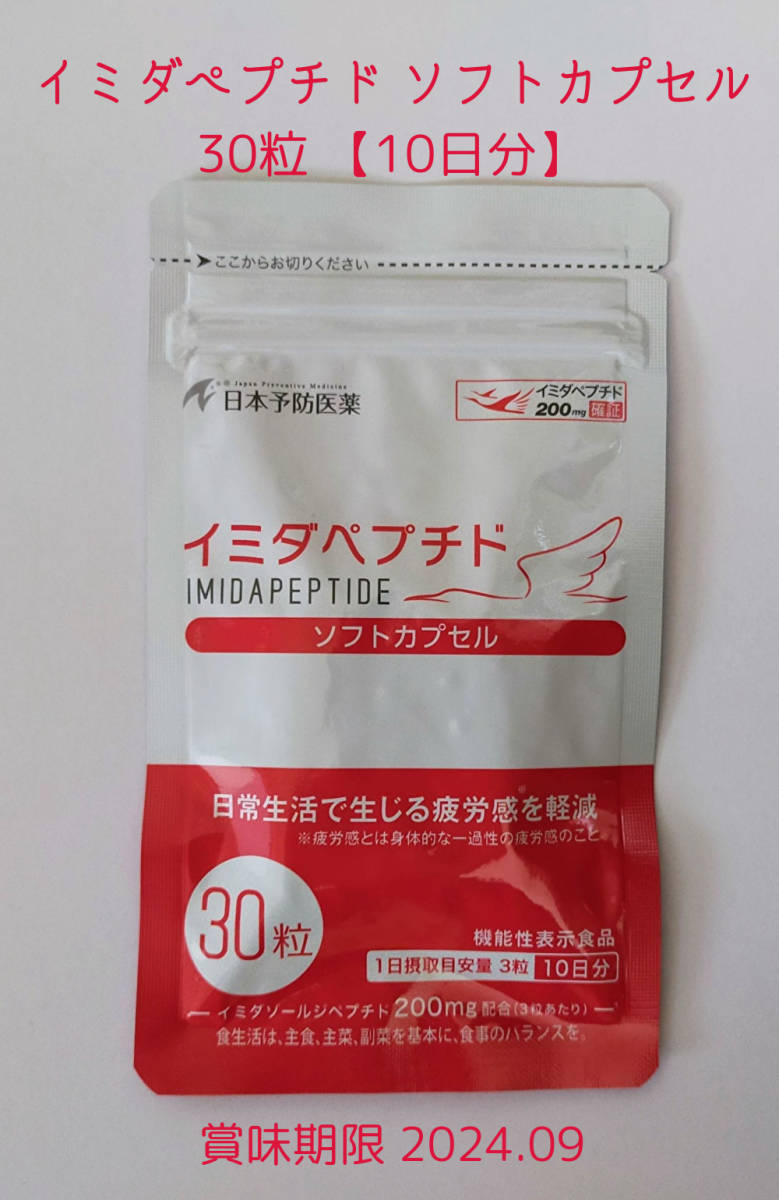 イミダペプチド ソフトカプセル
30粒 【10日分】
ここからお切りください
Japan Preventive Medicine
日本予防医薬
イミダペプチド
200mg 確証
イミダペプチド
IMIDAPEPTIDE
ソフトカプセル
日常生活で生じる疲労感を軽減
※疲労感とは身体的な一過性の疲労感のこと。
30粒
機能性表示食品
1日摂取目安量 3粒 10日分
イミダゾールジペプチド 200mg 配合(3粒あたり)
食生活は、主食、主菜、副菜を基本に、食事のバランスを。
賞味期限 2024.09